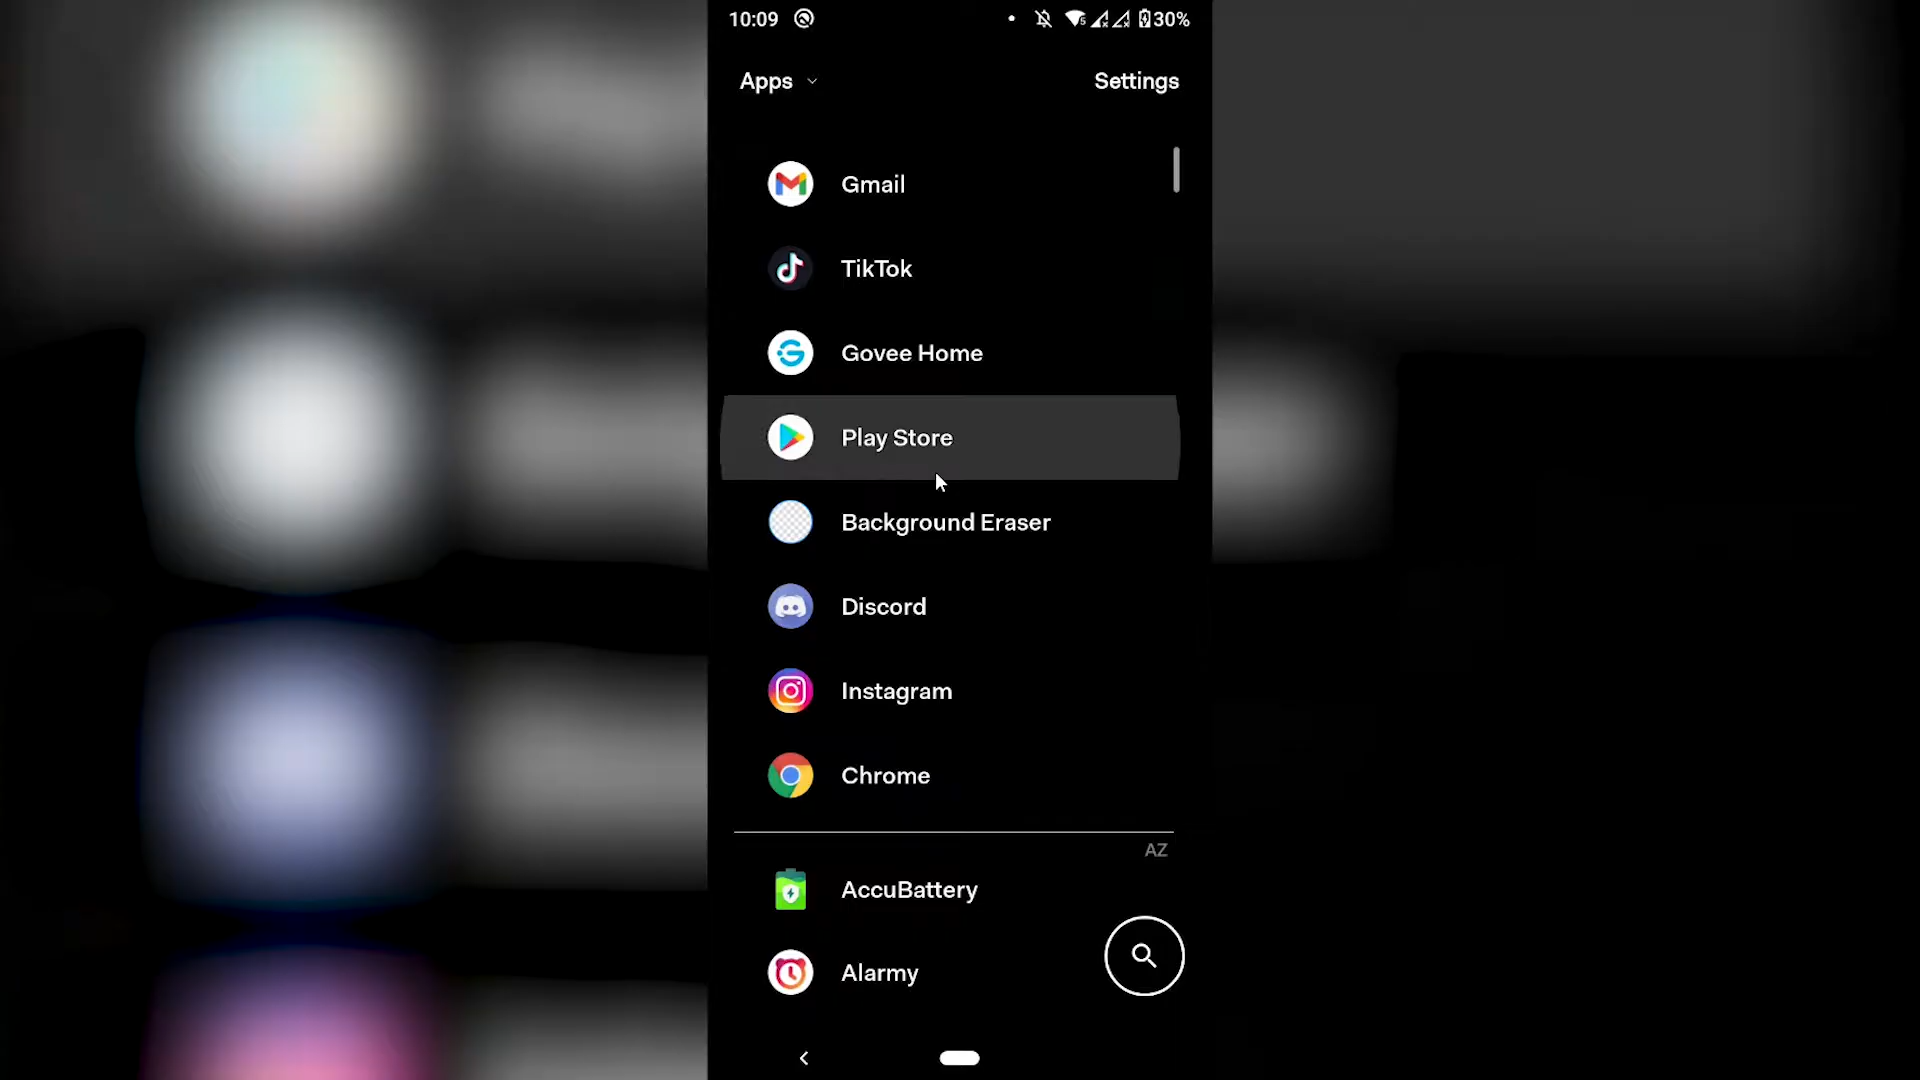 10:09 30%
Apps Settings
Gmail
TikTok
Govee Home
Play Store
Background Eraser
Discord
Instagram
Chrome
AZ
AccuBattery
Alarmy